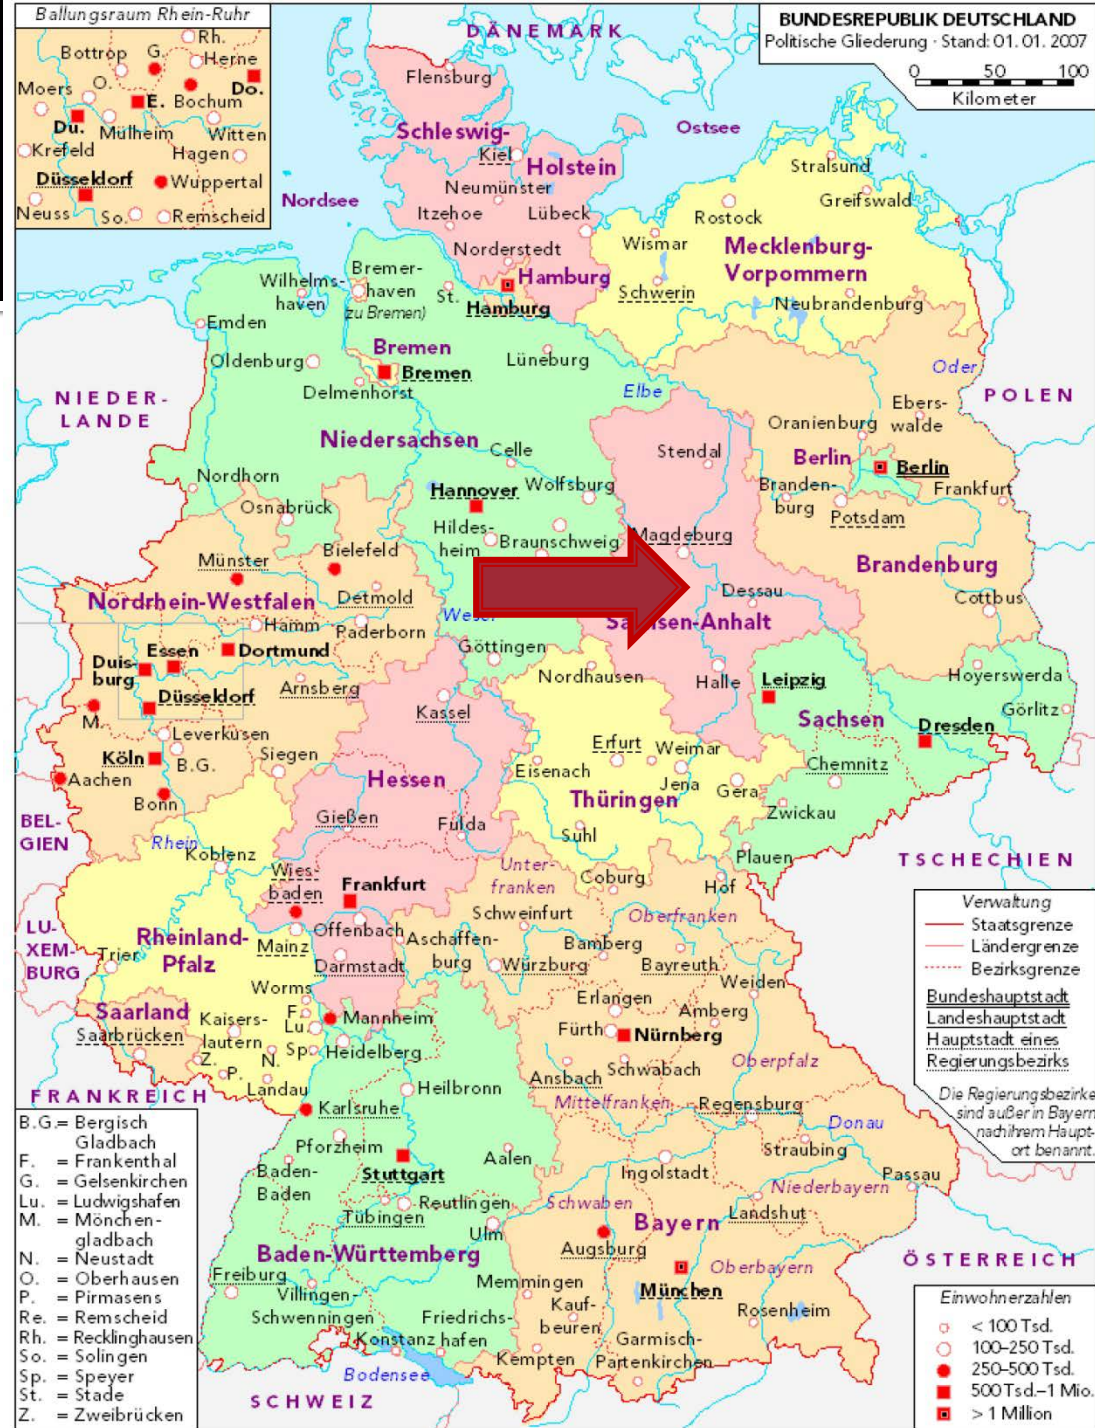 Ballungsraum Rhein-Ruhr
Rh.
Bottrop
G.
Herne
Moers
O.
Do.
E.
Bochum
Du.
Mülheim
Witten
Krefeld
Hagen
Düsseldorf
Wuppertal
Neuss
So.
Remscheid
BUNDESREPUBLIK DEUTSCHLAND
Politische Gliederung · Stand: 01. 01. 2007
0 50 100
Kilometer
DÄNEMARK
Flensburg
Schleswig-
Holstein
Ostsee
Kiel
Neumünster
Nordsee
Itzehoe
Lübeck
Norderstedt
Stralsund
Greifswald
Rostock
Wismar
Mecklenburg-
Vorpommern
Schwerin
Neubrandenburg
Hamburg
Hamburg
Wilhelms-
haven
Bremer-
haven
(zu Bremen)
St.
Emden
Oldenburg
Bremen
Bremen
Delmenhorst
Lüneburg
Elbe
Oder
NIEDER-
LANDE
POLEN
Niedersachsen
Celle
Nordhorn
Hannover
Wolfsburg
Osnabrück
Hildes-
heim
Braunschweig
Stendal
Oranienburg
Ebers-
walde
Berlin
Berlin
Branden-
burg
Potsdam
Frankfurt
Magdeburg
Brandenburg
Dessau
Cottbus
Sachsen-Anhalt
Münster
Bielefeld
Nordrhein-Westfalen
Detmold
Weser
Hamm
Paderborn
Göttingen
Essen
Dortmund
Duis-
burg
Düsseldorf
Arnsberg
Kassel
Nordhausen
Halle
Leipzig
Hoyerswerda
Görlitz
Sachsen
Dresden
M.
Leverkusen
Köln
B.G.
Siegen
Aachen
Bonn
Hessen
Erfurt
Weimar
Eisenach
Jena
Gera
Thüringen
Chemnitz
Zwickau
Gießen
Fulda
Suhl
Plauen
BEL-
GIEN
Rhein
Koblenz
TSCHECHIEN
Wies-
baden
Frankfurt
Unter-
franken
Coburg
Hof
Offenbach
Schweinfurt
Oberfranken
LU-
XEM-
BURG
Rheinland-
Pfalz
Mainz
Aschaffen-
burg
Bamberg
Trier
Darmstadt
Würzburg
Bayreuth
Weiden
Worms
Saarland
F.
Lu.
Mannheim
Erlangen
Amberg
Saarbrücken
Kaisers-
lautern
Fürth
Nürnberg
Sp.
Heidelberg
Z.
P.
N.
Landau
Ansbach
Schwabach
Oberpfalz
FRANKREICH
Heilbronn
Mittelfranken
Karlsruhe
Regensburg
Donau
Pforzheim
Straubing
Stuttgart
Aalen
Ingolstadt
Passau
Baden-
Baden
Niederbayern
Reutlingen
Schwaben
Landshut
Tübingen
Ulm
Bayern
Baden-Württemberg
Augsburg
Oberbayern
ÖSTERREICH
Freiburg
Villingen-
Schwenningen
Memmingen
München
Kauf-
beuren
Rosenheim
Friedrichs-
hafen
Konstanz
Garmisch-
Partenkirchen
Kempten
Bodensee
SCHWEIZ
Verwaltung
Staatsgrenze
Ländergrenze
Bezirksgrenze
Bundeshauptstadt
Landeshauptstadt
Hauptstadt eines
Regierungsbezirks
Die Regierungsbezirke
sind außer in Bayern
nach ihrem Haupt-
ort benannt.
B.G.= Bergisch
Gladbach
F. = Frankenthal
G. = Gelsenkirchen
Lu. = Ludwigshafen
M. = Mönchen-
gladbach
N. = Neustadt
O. = Oberhausen
P. = Pirmasens
Re. = Remscheid
Rh. = Recklinghausen
So. = Solingen
Sp. = Speyer
St. = Stade
Z. = Zweibrücken
Einwohnerzahlen
< 100 Tsd.
100–250 Tsd.
250–500 Tsd.
500 Tsd.–1 Mio.
> 1 Million